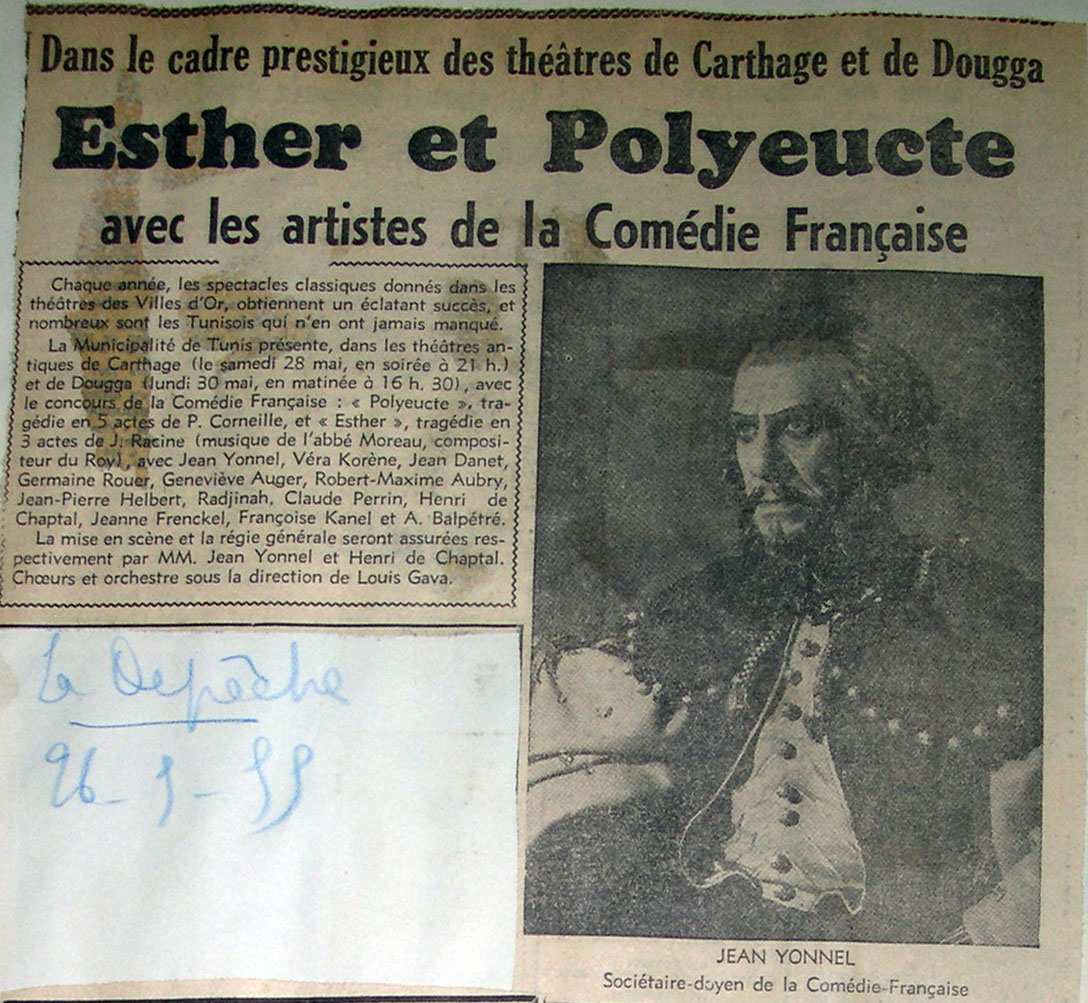 Dans le cadre prestigieux des théâtres de Carthage et de Dougga
Esther et Polyeucte
avec les artistes de la Comédie Française
Chaque année, les spectacles classiques donnés dans les
théâtres des Villes d'Or, obtiennent un éclatant succès, et
nombreux sont les Tunisois qui n'en ont jamais manqué.
La Municipalité de Tunis présente, dans les théâtres an-
tiques de Carthage (le samedi 28 mai, en soirée à 21 h.)
et de Dougga (lundi 30 mai, en matinée à 16 h. 30), avec
le concours de la Comédie Française : « Polyeucte », tra-
gédie en 5 actes de P. Corneille, et « Esther », tragédie en
3 actes de J. Racine (musique de l'abbé Moreau, composi-
teur du Roy), avec Jean Yonnel, Véra Korène, Jean Danet,
Germaine Rouer, Geneviève Auger, Robert-Maxime Aubry,
Jean-Pierre Helbert, Radjinah, Claude Perrin, Henri de
Chaptal, Jeanne Frenckel, Françoise Kanel et A. Balpétré.
La mise en scène et la régie générale seront assurées res-
pectivement par MM. Jean Yonnel et Henri de Chaptal.
Chœurs et orchestre sous la direction de Louis Gava.
La Depêche
26-5-55
JEAN YONNEL
Sociétaire-doyen de la Comédie-Française